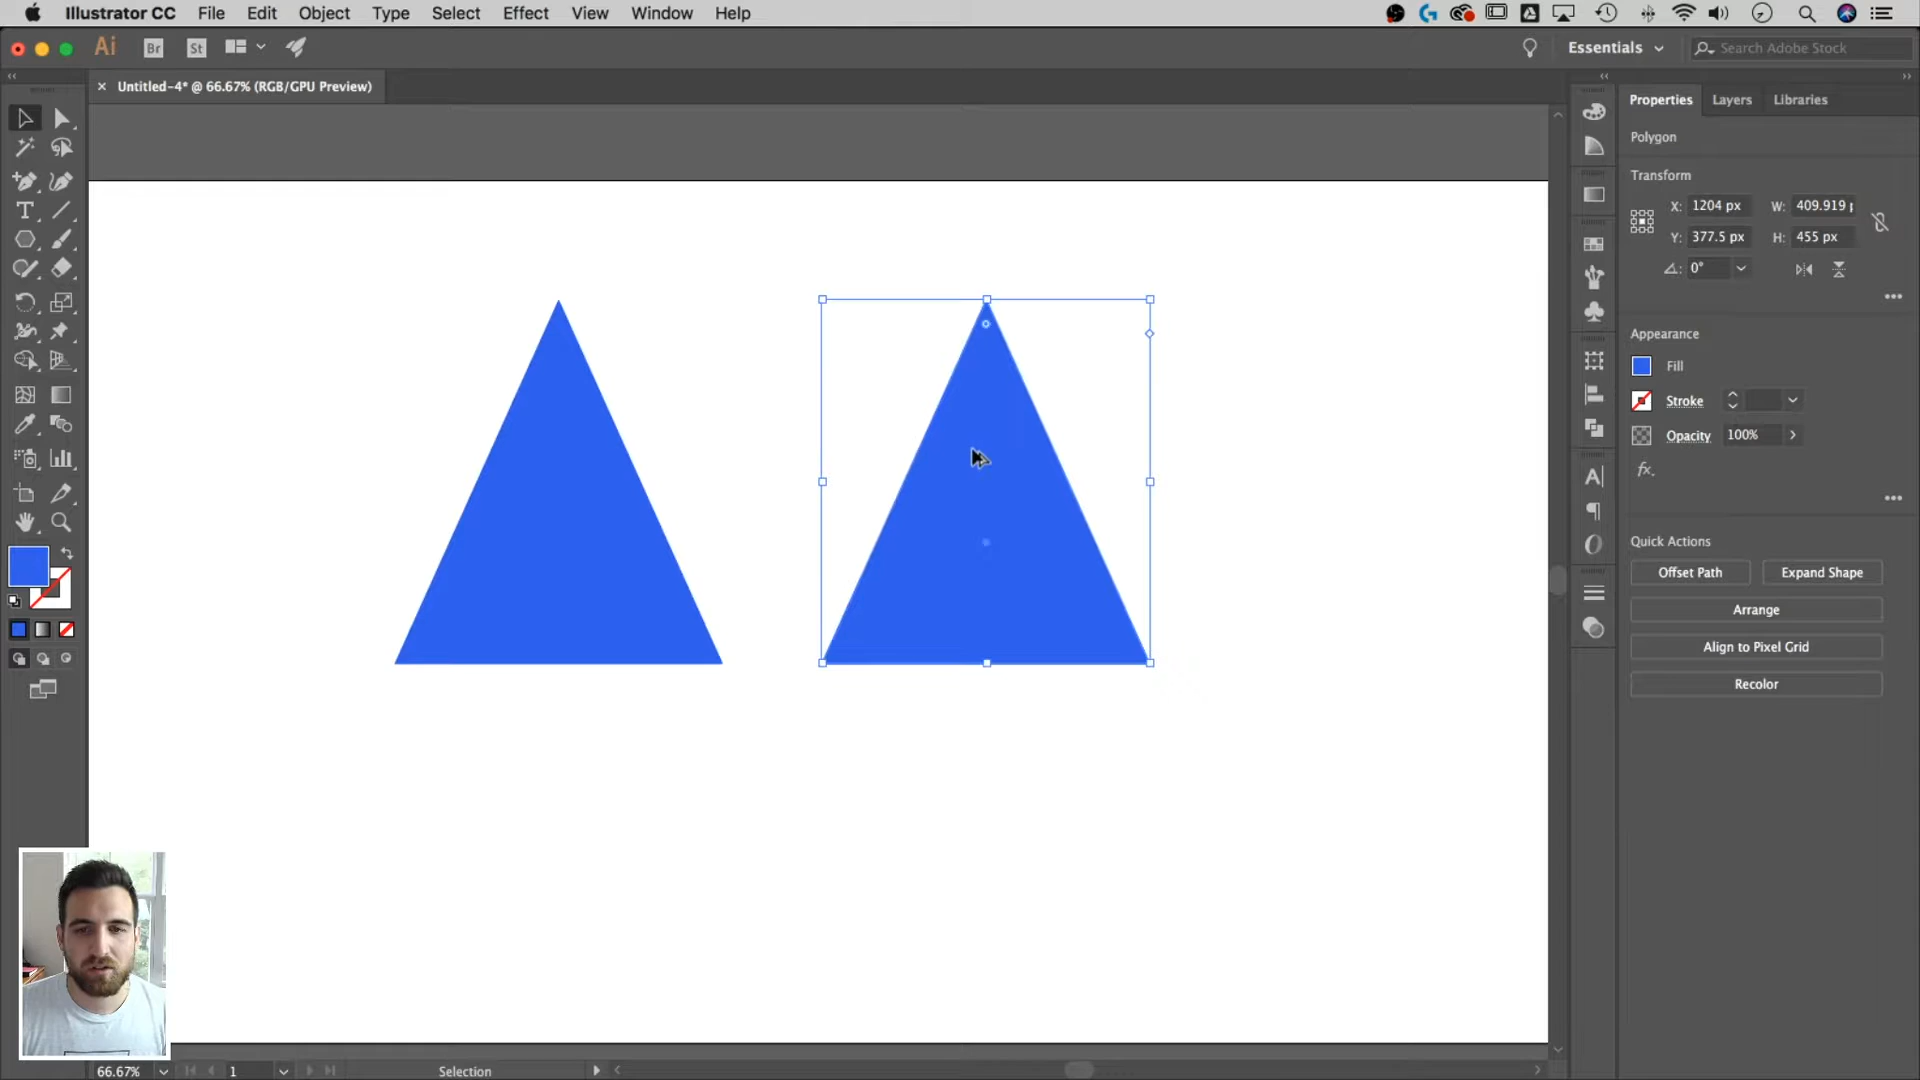 Illustrator CC File Edit Object Type Select Effect View Window Help
Ai Br St Essentials Search Adobe Stock
× Untitled-4* @ 66.67% (RGB/GPU Preview)
Properties Layers Libraries
Polygon
Transform
X: 1204 px W: 409.919 p
Y: 377.5 px H: 455 px
0°
Appearance
Fill
Stroke
Opacity 100%
fx.
Quick Actions
Offset Path Expand Shape
Arrange
Align to Pixel Grid
Recolor
66.67% 1 Selection